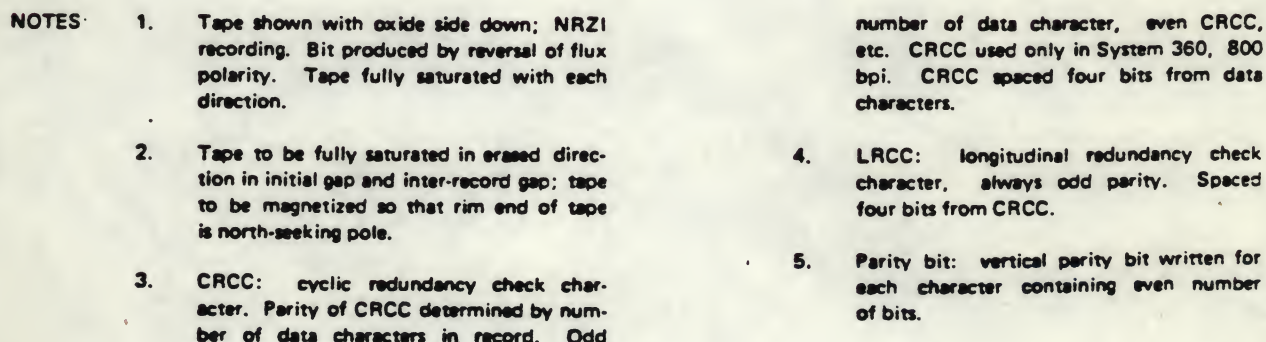 NOTES 1. Tape shown with oxide side down; NRZI
recording. Bit produced by reversal of flux
polarity. Tape fully saturated with each
direction.
2. Tape to be fully saturated in erased direc-
tion in initial gap and inter-record gap; tape
to be magnetized so that rim end of tape
is north-seeking pole.
3. CRCC: cyclic redundancy check char-
acter. Parity of CRCC determined by num-
ber of data characters in record. Odd
number of data character, even CRCC,
etc. CRCC used only in System 360, 800
bpi. CRCC spaced four bits from data
characters.
4. LRCC: longitudinal redundancy check
character, always odd parity. Spaced
four bits from CRCC.
5. Parity bit: vertical parity bit written for
each character containing even number
of bits.